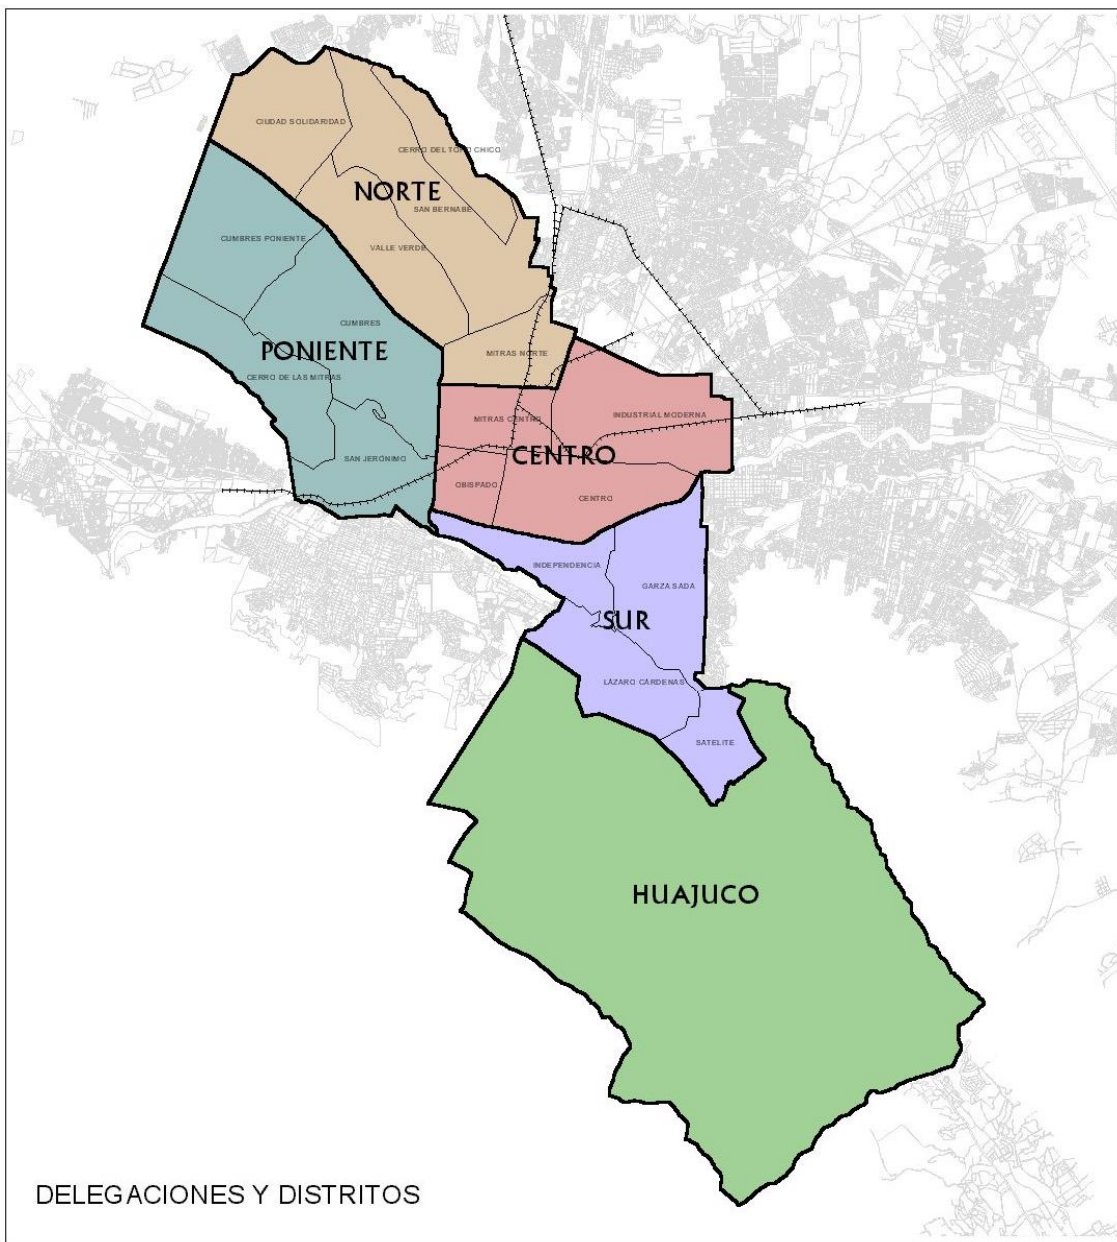 CIUDAD SOLIDARIDAD
CERRO DEL TOPO CHICO
NORTE
SAN BERNABÉ
CUMBRES PONIENTE
VALLE VERDE
CUMBRES
PONIENTE
MITRAS NORTE
CERRO DE LAS MITRAS
MITRAS CENTRO
INDUSTRIAL MODERNA
CENTRO
SAN JERÓNIMO
OBISPADO
CENTRO
INDEPENDENCIA
GARZA SADA
SUR
LÁZARO CÁRDENAS
SATELITE
HUAJUCO
DELEGACIONES Y DISTRITOS